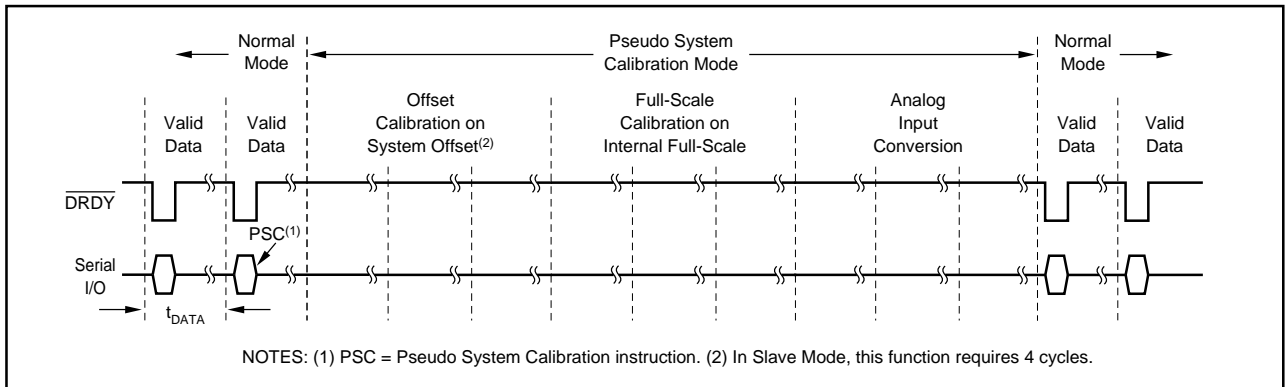 Normal
Mode
Pseudo System
Calibration Mode
Normal
Mode
Valid
Data
Valid
Data
Offset
Calibration on
System Offset(2)
Full-Scale
Calibration on
Internal Full-Scale
Analog
Input
Conversion
Valid
Data
Valid
Data
DRDY
PSC(1)
Serial
I/O
tDATA
NOTES: (1) PSC = Pseudo System Calibration instruction. (2) In Slave Mode, this function requires 4 cycles.